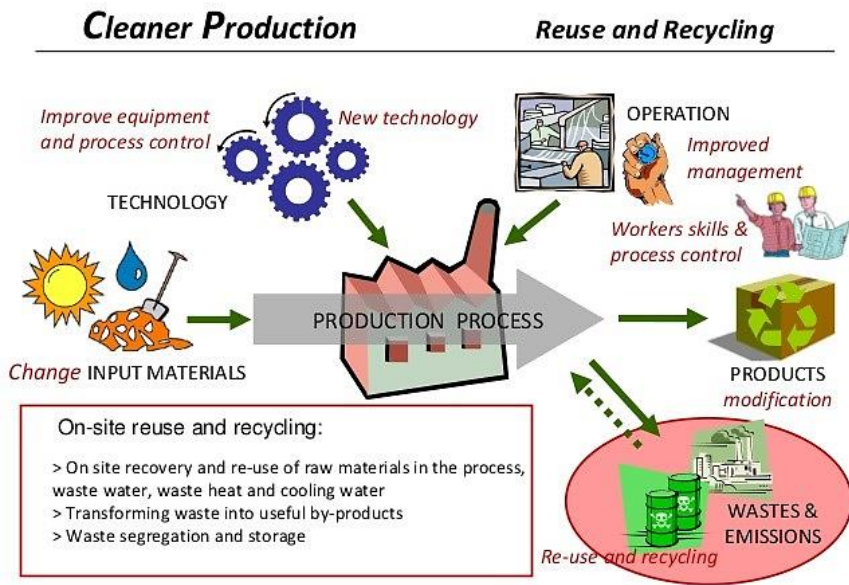 Cleaner Production
Reuse and Recycling
Improve equipment
and process control
New technology
TECHNOLOGY
OPERATION
Improved
management
Workers skills &
process control
PRODUCTION PROCESS
Change INPUT MATERIALS
PRODUCTS
modification
On-site reuse and recycling:
> On site recovery and re-use of raw materials in the process,
waste water, waste heat and cooling water
> Transforming waste into useful by-products
> Waste segregation and storage
WASTES &
EMISSIONS
Re-use and recycling